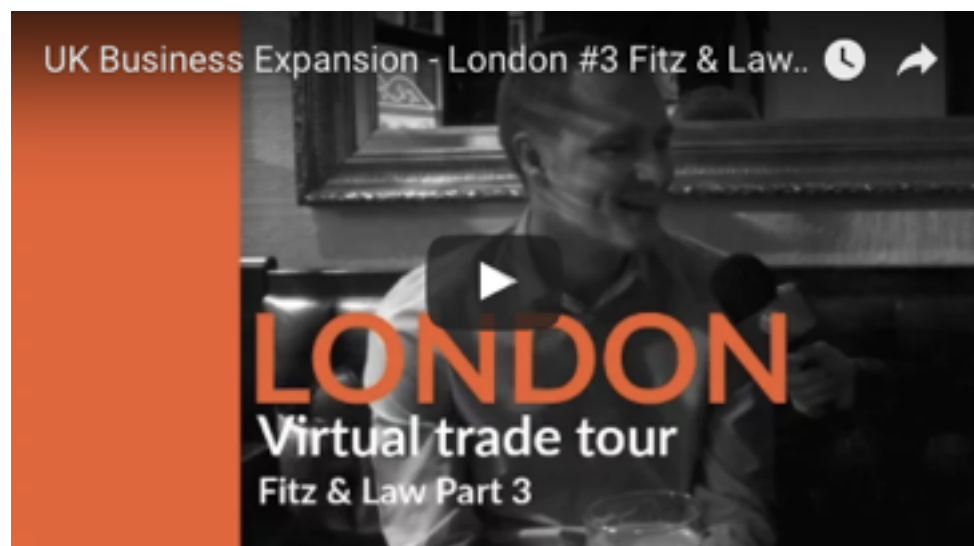 UK Business Expansion - London #3 Fitz & Law..
LONDON
Virtual trade tour
Fitz & Law Part 3